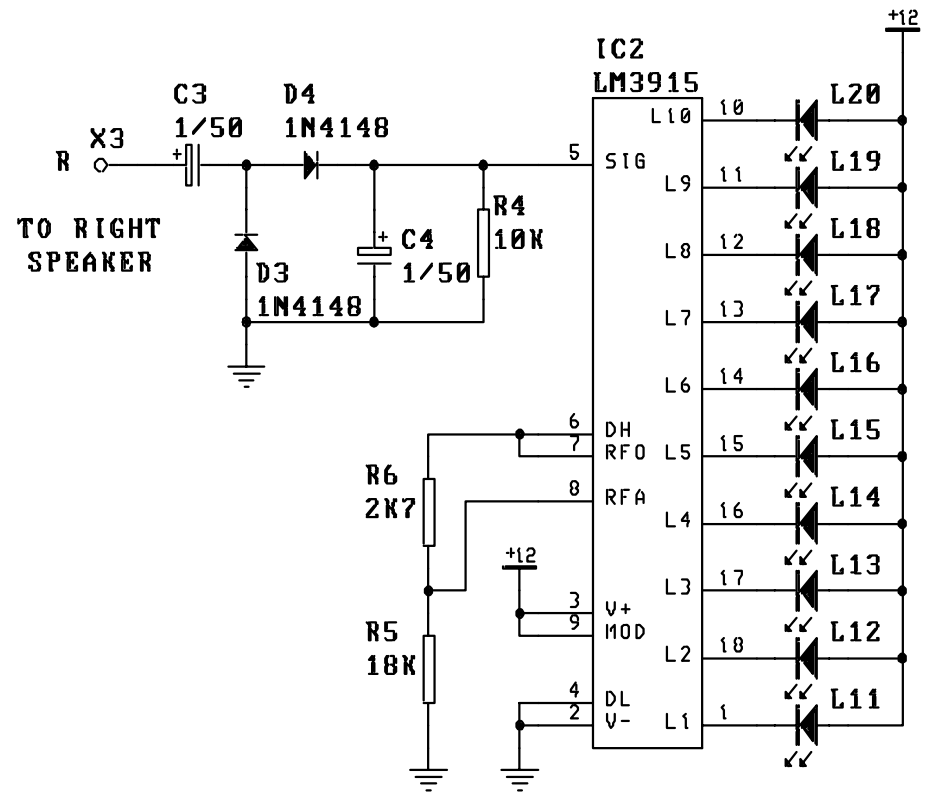 +12
IC2
LM3915
C3
1/50
D4
1N4148
X3
R
+
TO RIGHT
SPEAKER
D3
1N4148
+
C4
1/50
R4
10K
5
SIG
L10
10
L20
L9
11
L19
L8
12
L18
L7
13
L17
L6
14
L16
6
DH
7
RFO
L5
15
L15
R6
2K7
8
RFA
L4
16
L14
+12
L3
17
L13
3
V+
9
MOD
R5
18K
L2
18
L12
4
DL
2
V-
L1
1
L11